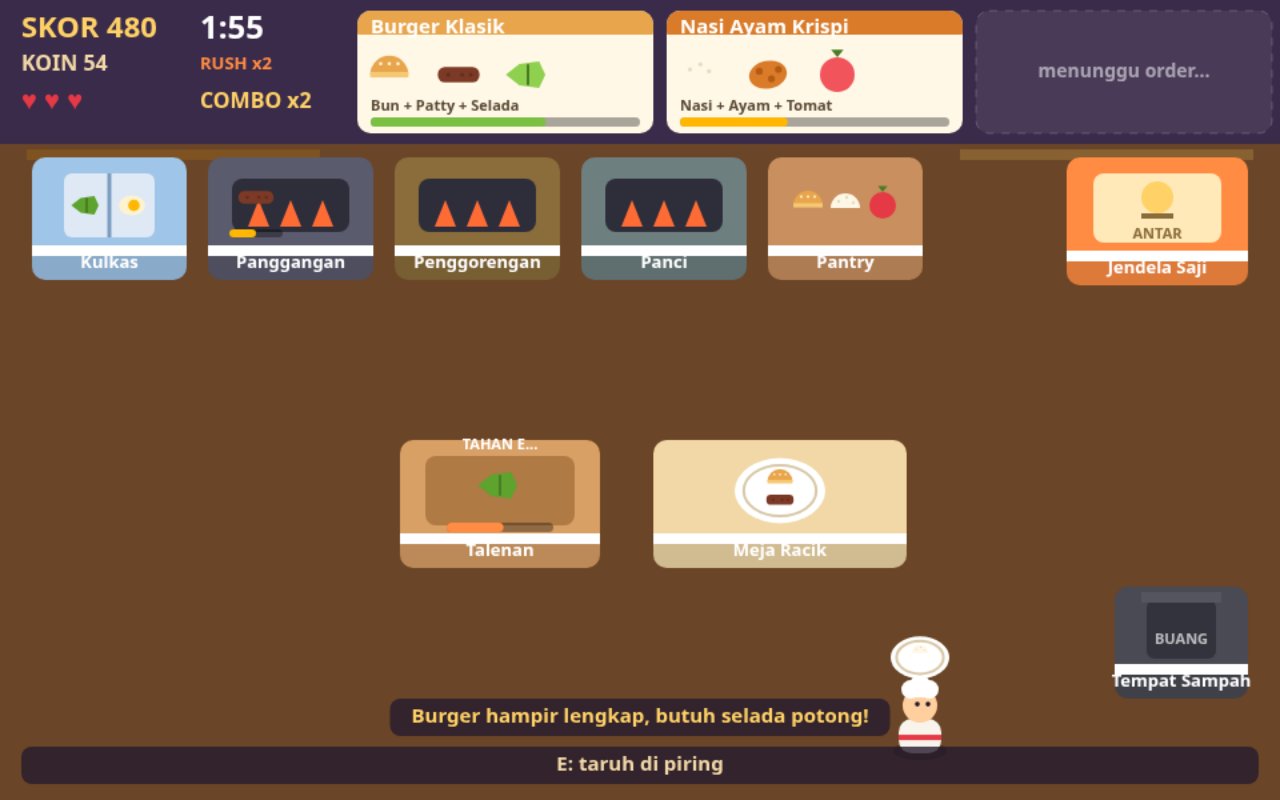 SKOR 480
1:55
KOIN 54
RUSH x2
COMBO x2
Burger Klasik
Bun + Patty + Selada
Nasi Ayam Krispi
Nasi + Ayam + Tomat
menunggu order...
Kulkas
Panggangan
Penggorengan
Panci
Pantry
ANTAR
Jendela Saji
TAHAN E...
Talenan
Meja Racik
BUANG
Tempat Sampah
Burger hampir lengkap, butuh selada potong!
E: taruh di piring